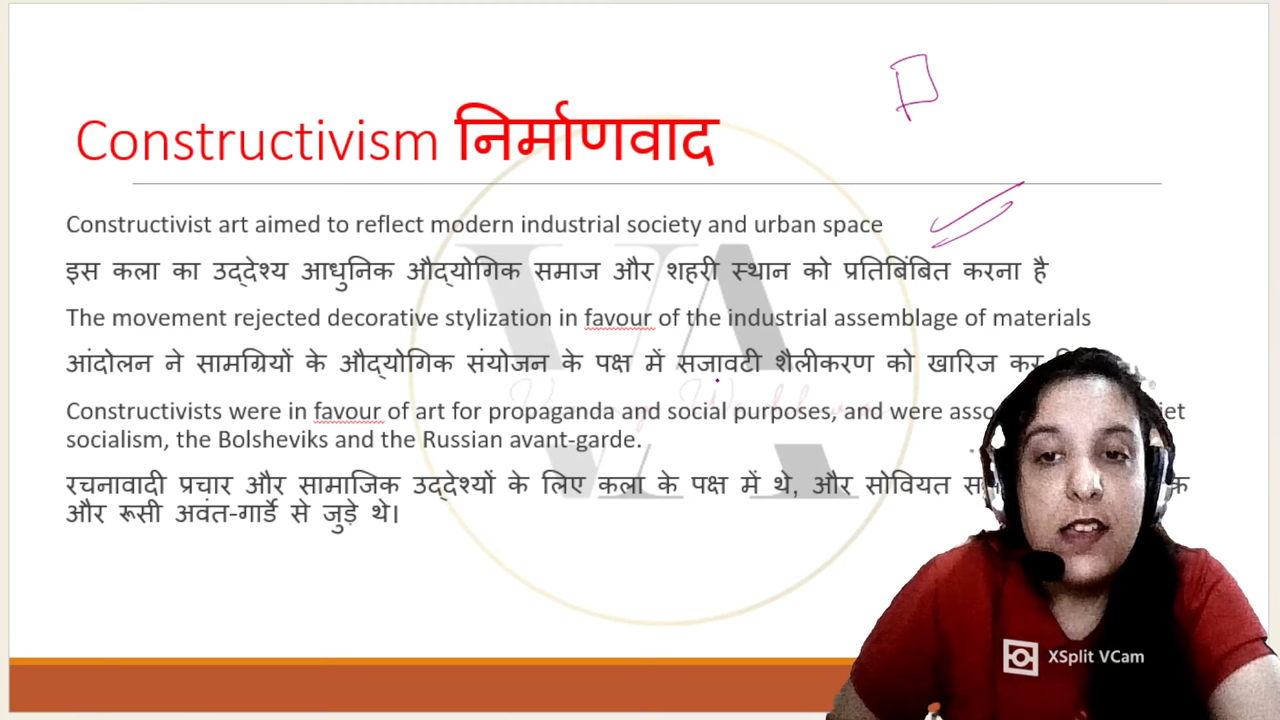 Constructivism निर्माणवाद
Constructivist art aimed to reflect modern industrial society and urban space
इस कला का उद्देश्य आधुनिक औद्योगिक समाज और शहरी स्थान को प्रतिबिंबित करना है
The movement rejected decorative stylization in favour of the industrial assemblage of materials
आंदोलन ने सामग्रियों के औद्योगिक संयोजन के पक्ष में सजावटी शैलीकरण को खारिज कर
Constructivists were in favour of art for propaganda and social purposes, and were
socialism, the Bolsheviks and the Russian avant-garde.
रचनावादी प्रचार और सामाजिक उद्देश्यों के लिए कला के पक्ष में थे, और सोवियत
और रूसी अवंत-गार्डे से जुड़े थे।
VA
XSplit VCam